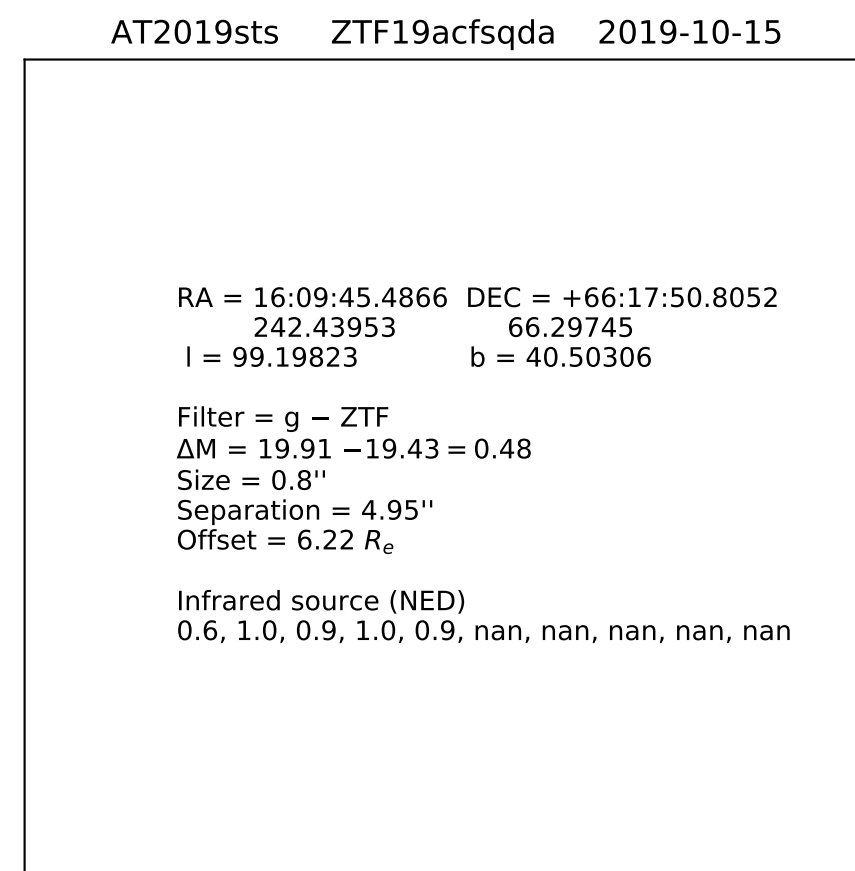 AT2019sts ZTF19acfsqda 2019-10-15
RA = 16:09:45.4866 DEC = +66:17:50.8052
242.43953 66.29745
l = 99.19823 b = 40.50306
Filter = g − ZTF
ΔM = 19.91 −19.43 = 0.48
Size = 0.8''
Separation = 4.95''
Offset = 6.22 Re
Infrared source (NED)
0.6, 1.0, 0.9, 1.0, 0.9, nan, nan, nan, nan, nan